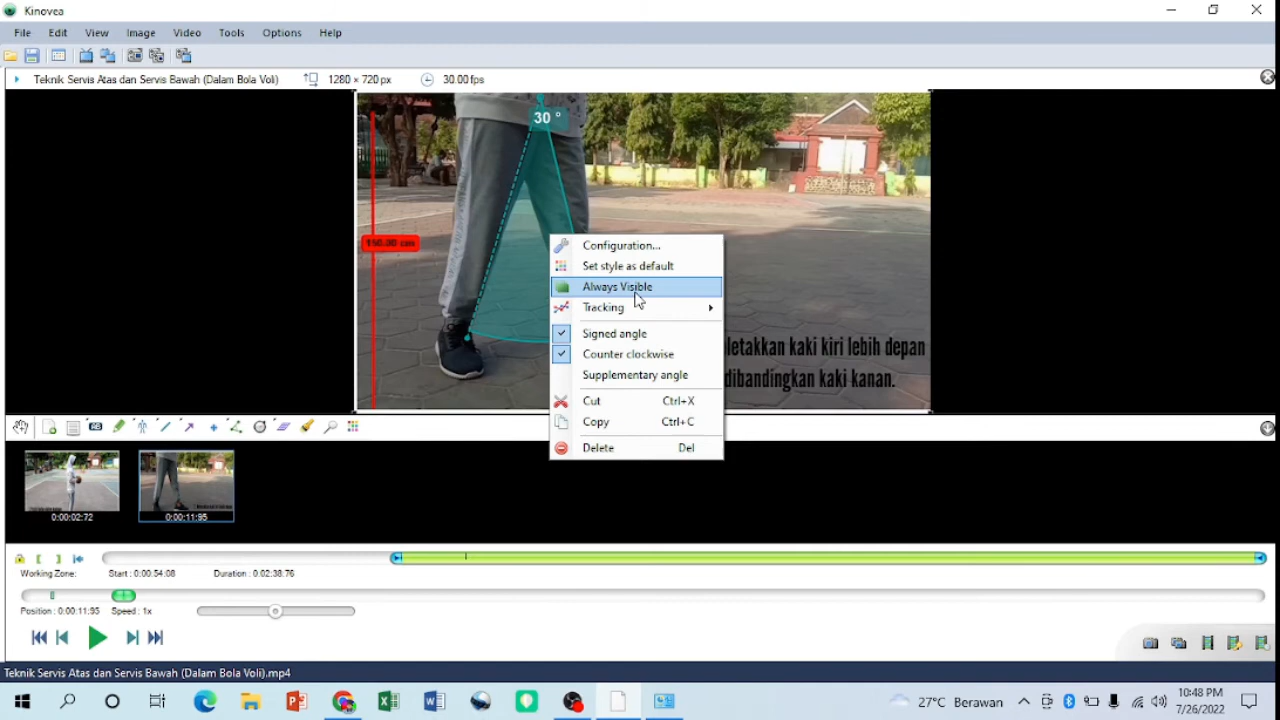 Kinovea
File Edit View Image Video Tools Options Help
Teknik Servis Atas dan Servis Bawah (Dalam Bola Voli) 1280 × 720 px 30.00 fps
30 °
150.00 cm
Configuration...
Set style as default
Always Visible
Tracking
Signed angle
Counter clockwise
Supplementary angle
Cut Ctrl+X
Copy Ctrl+C
Delete Del
letakkan kaki kiri lebih depan
dibandingkan kaki kanan.
0:00:02:72 0:00:11:95
Working Zone: Start : 0:00:54:08 Duration : 0:02:38:76
Position : 0:00:11:95 Speed : 1x
Teknik Servis Atas dan Servis Bawah (Dalam Bola Voli).mp4
27°C Berawan 10:48 PM
7/26/2022